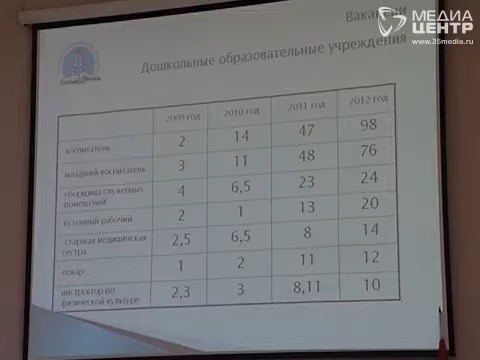 Вакансии
МЕДИА
ЦЕНТР
www.35media.ru
Дошкольные образовательные учреждения
2009 год 2010 год 2011 год 2012 год
воспитатель 2 14 47 98
младший воспитатель 3 11 48 76
уборщица служебных
помещений 4 6,5 23 24
кухонный рабочий 2 1 13 20
старшая медицинская
сестра 2,5 6,5 8 14
повар 1 2 11 12
инструктор по
физической культуре 2,3 3 8,11 10